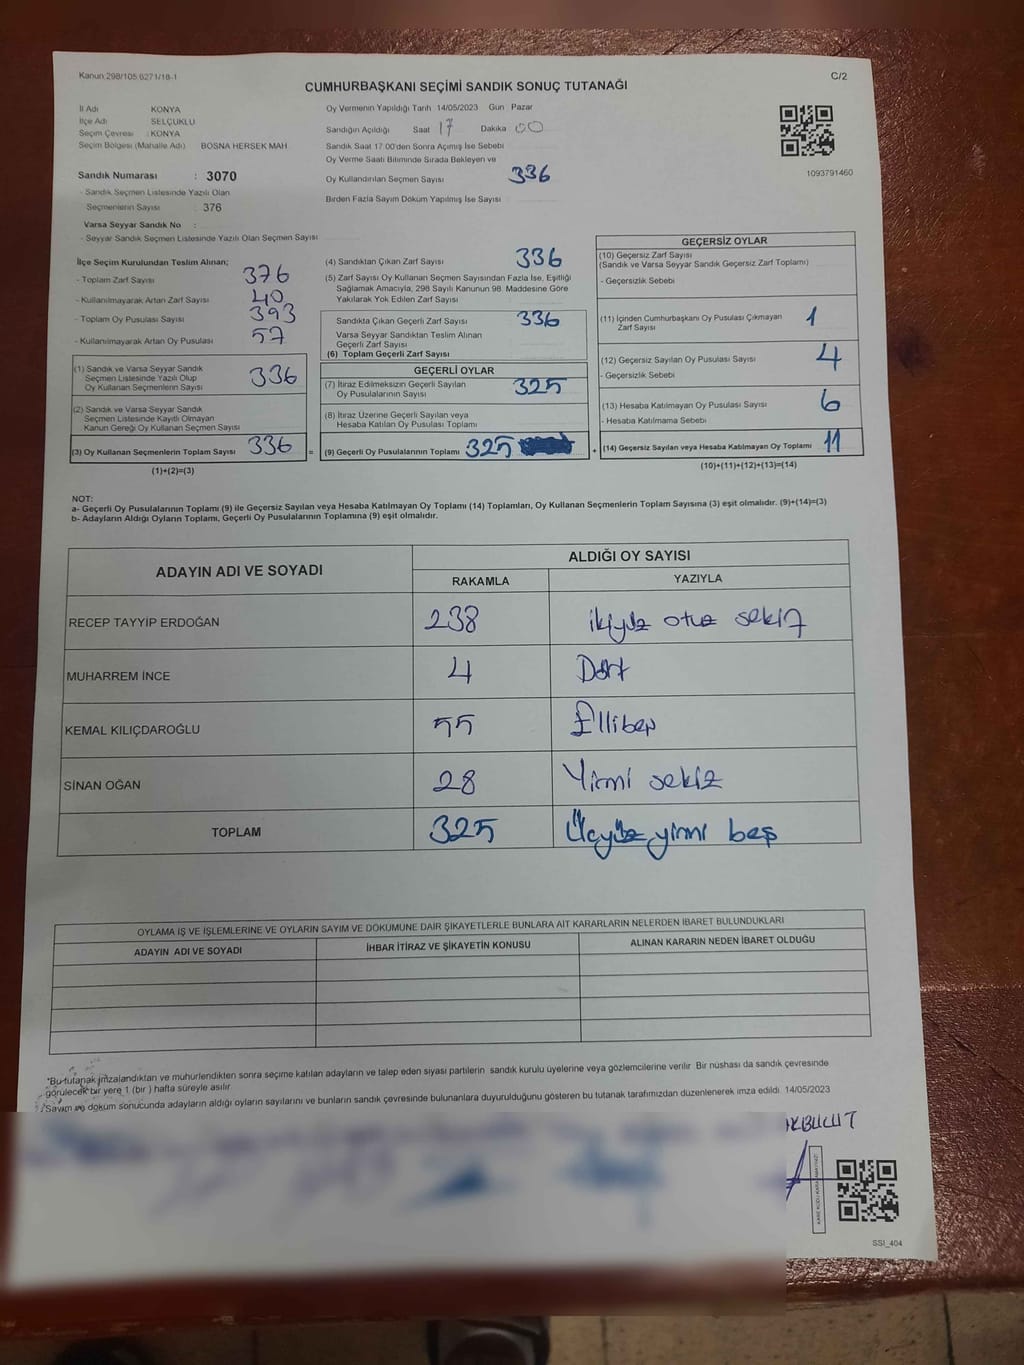 Kanun 298/105.6271/18-1
C/2
CUMHURBAŞKANI SEÇİMİ SANDIK SONUÇ TUTANAĞI
İl Adı KONYA
İlçe Adı SELÇUKLU
Seçim Çevresi : KONYA
Seçim Bölgesi (Mahalle Adı) BOSNA HERSEK MAH.
Sandık Numarası : 3070
- Sandık Seçmen Listesinde Yazılı Olan
Seçmenlerin Sayısı : 376
Varsa Seyyar Sandık No :
- Seyyar Sandık Seçmen Listesinde Yazılı Olan Seçmen Sayısı
Oy Vermenin Yapıldığı Tarih 14/05/2023 Gün Pazar
Sandığın Açıldığı Saat 17 Dakika 00
Sandık Saat 17.00'den Sonra Açımış İse Sebebi
Oy Verme Saati Bitiminde Sırada Bekleyen ve
Oy Kullandırılan Seçmen Sayısı 336
Birden Fazla Sayım Döküm Yapılmış İse Sayısı
1093791460
İlçe Seçim Kurulundan Teslim Alınan;
- Toplam Zarf Sayısı 376
- Kullanılmayarak Artan Zarf Sayısı 40
- Toplam Oy Pusulası Sayısı 393
- Kullanılmayarak Artan Oy Pusulası 57
(1) Sandık ve Varsa Seyyar Sandık
Seçmen Listesinde Yazılı Olup
Oy Kullanan Seçmenlerin Sayısı 336
(2) Sandık ve Varsa Seyyar Sandık
Seçmen Listesinde Kayıtlı Olmayan
Kanun Gereği Oy Kullanan Seçmen Sayısı
(3) Oy Kullanan Seçmenlerin Toplam Sayısı 336 =
(1)+(2)=(3)
(4) Sandıktan Çıkan Zarf Sayısı 336
(5) Zarf Sayısı Oy Kullanan Seçmen Sayısından Fazla İse, Eşitliği
Sağlamak Amacıyla, 298 Sayılı Kanunun 98. Maddesine Göre
Yakılarak Yok Edilen Zarf Sayısı
Sandıkta Çıkan Geçerli Zarf Sayısı 336
Varsa Seyyar Sandıktan Teslim Alınan
Geçerli Zarf Sayısı
(6) Toplam Geçerli Zarf Sayısı
GEÇERLİ OYLAR
(7) İtiraz Edilmeksizin Geçerli Sayılan
Oy Pusulalarının Sayısı 325
(8) İtiraz Üzerine Geçerli Sayılan veya
Hesaba Katılan Oy Pusulası Toplamı
(9) Geçerli Oy Pusulalarının Toplamı 325 +
GEÇERSİZ OYLAR
(10) Geçersiz Zarf Sayısı
(Sandık ve Varsa Seyyar Sandık Geçersiz Zarf Toplamı)
- Geçersizlik Sebebi
(11) İçinden Cumhurbaşkanı Oy Pusulası Çıkmayan
Zarf Sayısı 1
(12) Geçersiz Sayılan Oy Pusulası Sayısı 4
- Geçersizlik Sebebi
(13) Hesaba Katılmayan Oy Pusulası Sayısı 6
- Hesaba Katılmama Sebebi
(14) Geçersiz Sayılan veya Hesaba Katılmayan Oy Toplamı 11
(10)+(11)+(12)+(13)=(14)
NOT:
a- Geçerli Oy Pusulalarının Toplamı (9) ile Geçersiz Sayılan veya Hesaba Katılmayan Oy Toplamı (14) Toplamları, Oy Kullanan Seçmenlerin Toplam Sayısına (3) eşit olmalıdır. (9)+(14)=(3)
b- Adayların Aldığı Oyların Toplamı, Geçerli Oy Pusulalarının Toplamına (9) eşit olmalıdır.
ADAYIN ADI VE SOYADI
ALDIĞI OY SAYISI
RAKAMLA YAZIYLA
RECEP TAYYİP ERDOĞAN 238 ikiyüz otuz sekiz
MUHARREM İNCE 4 Dört
KEMAL KILIÇDAROĞLU 55 Ellibeş
SİNAN OĞAN 28 Yirmi sekiz
TOPLAM 325 Üçyüz yirmi beş
OYLAMA İŞ VE İŞLEMLERİNE VE OYLARIN SAYIM VE DÖKÜMÜNE DAİR ŞİKAYETLERLE BUNLARA AİT KARARLARIN NELERDEN İBARET BULUNDUKLARI
ADAYIN ADI VE SOYADI İHBAR İTİRAZ VE ŞİKAYETİN KONUSU ALINAN KARARIN NEDEN İBARET OLDUĞU
*Bu tutanak imzalandıktan ve mühürlendikten sonra seçime katılan adayların ve talep eden siyasi partilerin sandık kurulu üyelerine veya gözlemcilerine verilir. Bir nüshası da sandık çevresinde
görülecek bir yere 1 (bir) hafta süreyle asılır.
Sayım ve döküm sonucunda adayların aldığı oyların sayılarını ve bunların sandık çevresinde bulunanlara duyurulduğunu gösteren bu tutanak tarafımızdan düzenlenerek imza edildi. 14/05/2023
AKBULUT
SSI_404